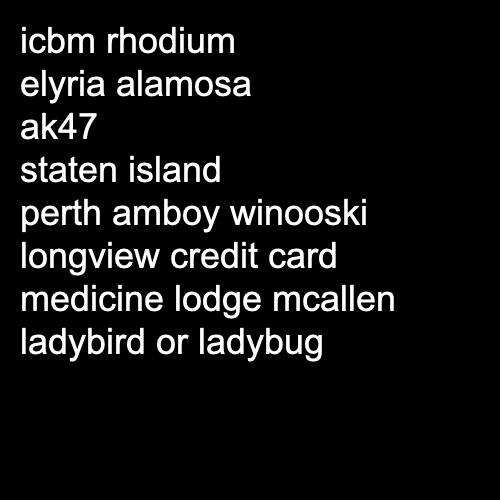 icbm rhodium
elyria alamosa
ak47
staten island
perth amboy winooski
longview credit card
medicine lodge mcallen
ladybird or ladybug